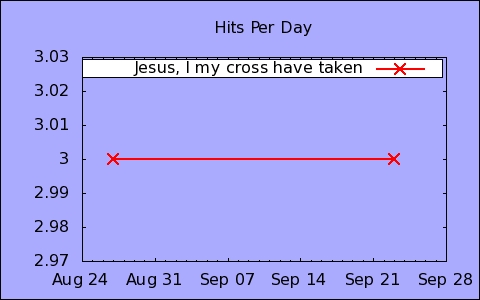 Hits Per Day
Jesus, I my cross have taken
3.03
3.02
3.01
3
2.99
2.98
2.97
Aug 24 Aug 31 Sep 07 Sep 14 Sep 21 Sep 28